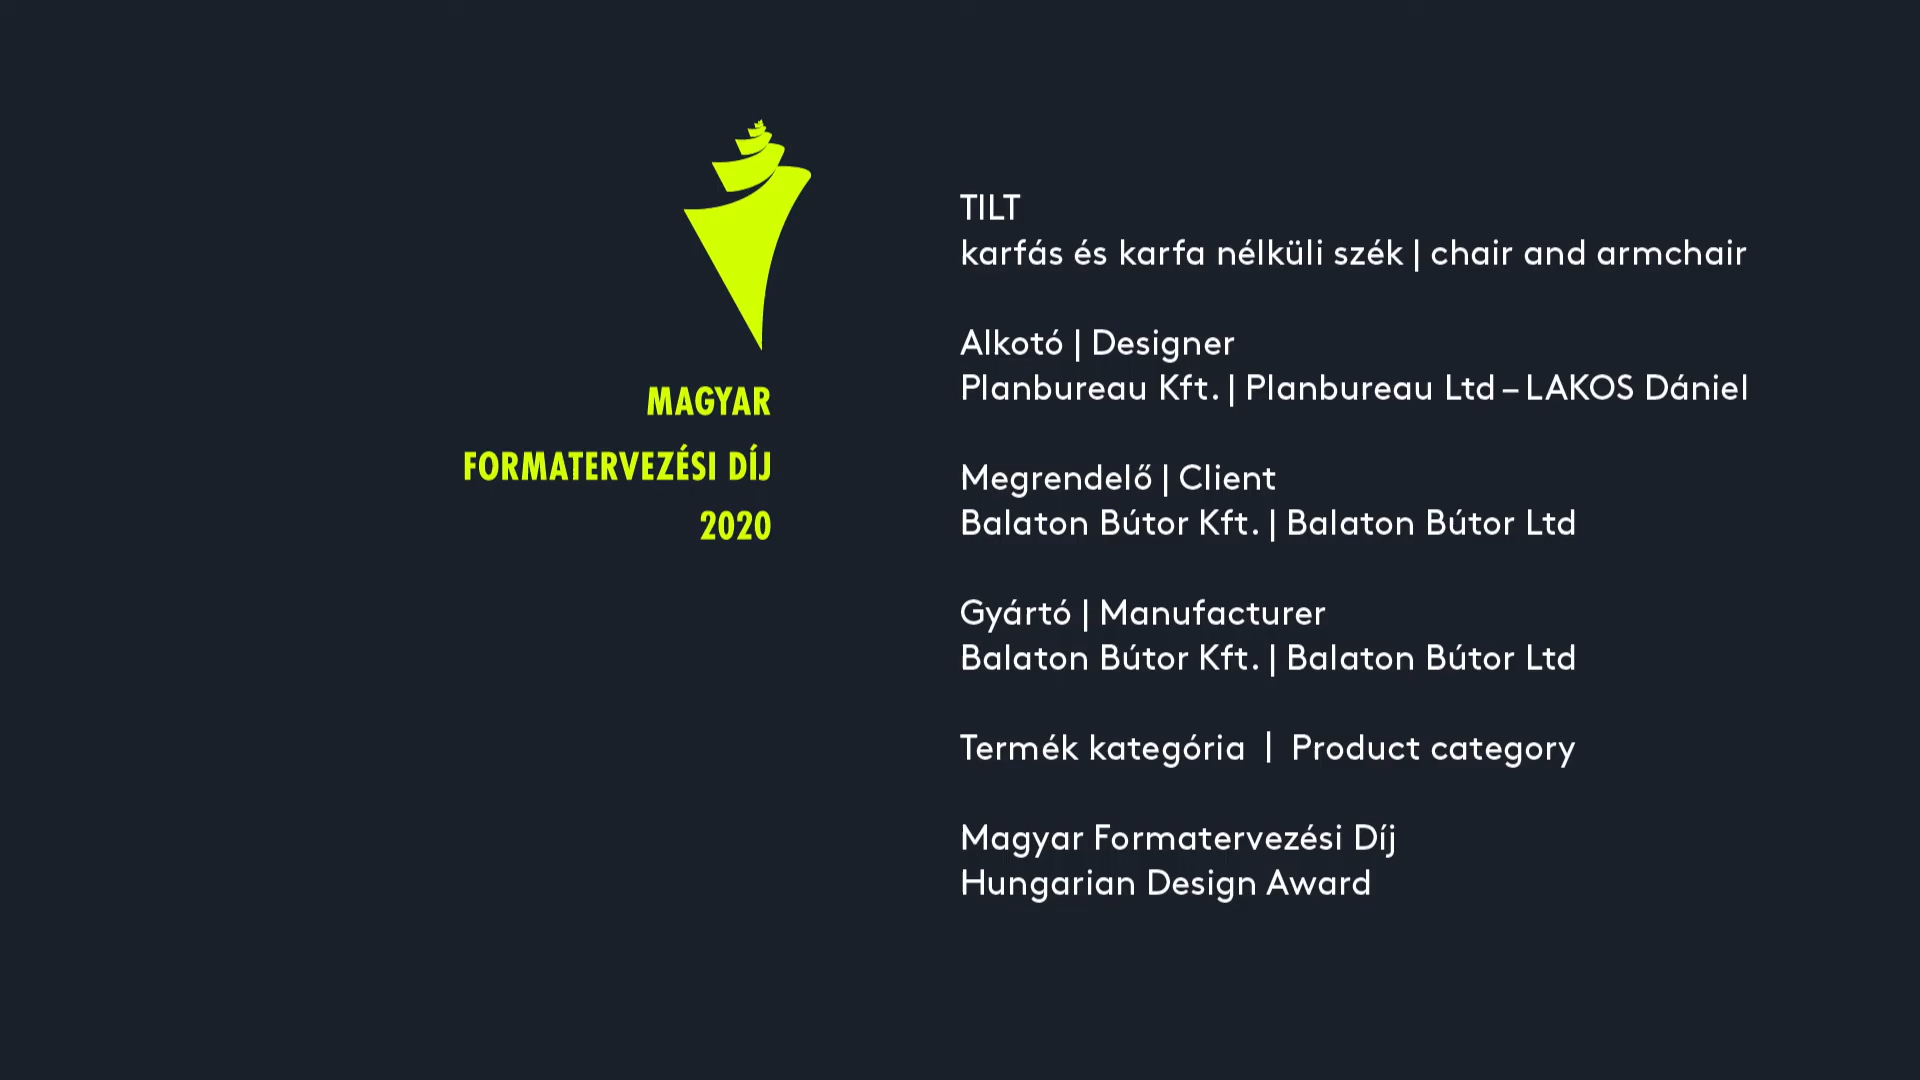 MAGYAR
FORMATERVEZÉSI DÍJ
2020
TILT
karfás és karfa nélküli szék | chair and armchair
Alkotó | Designer
Planbureau Kft. | Planbureau Ltd – LAKOS Dániel
Megrendelő | Client
Balaton Bútor Kft. | Balaton Bútor Ltd
Gyártó | Manufacturer
Balaton Bútor Kft. | Balaton Bútor Ltd
Termék kategória | Product category
Magyar Formatervezési Díj
Hungarian Design Award